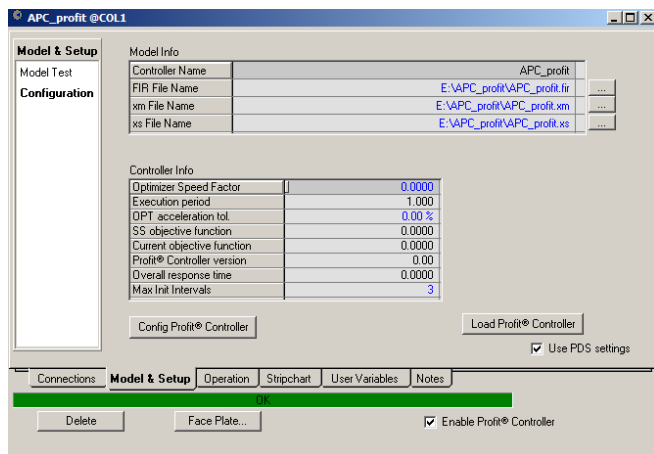 APC_profit @COL1
Model & Setup
Model Test
Configuration
Model Info
Controller Name APC_profit
FIR File Name E:\APC_profit\APC_profit.fir ...
xm File Name E:\APC_profit\APC_profit.xm ...
xs File Name E:\APC_profit\APC_profit.xs ...
Controller Info
Optimizer Speed Factor 0.0000
Execution period 1.000
OPT acceleration tol. 0.00 %
SS objective function 0.0000
Current objective function 0.0000
Profit® Controller version 0.00
Overall response time 0.0000
Max Init Intervals 3
Config Profit® Controller Load Profit® Controller
Use PDS settings
Connections Model & Setup Operation Stripchart User Variables Notes
OK
Delete Face Plate... Enable Profit® Controller